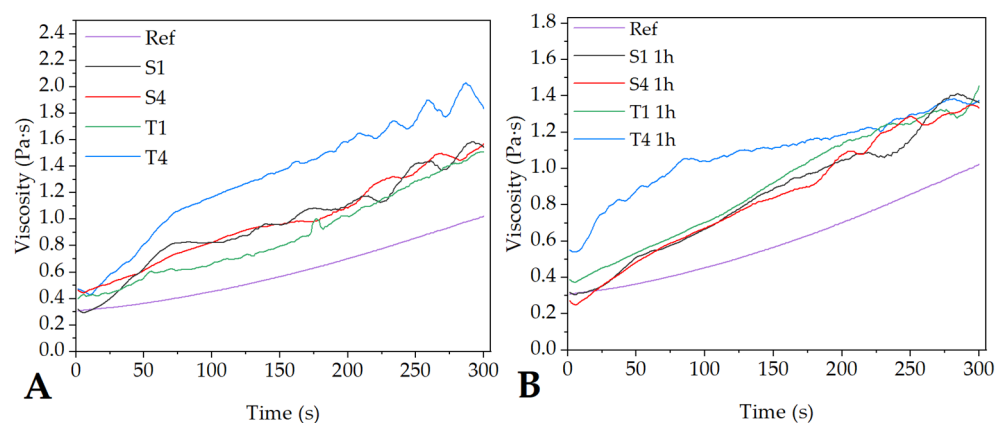 2.4
2.2
2.0
1.8
1.6
1.4
1.2
1.0
0.8
0.6
0.4
0.2
0.0
Viscosity (Pa·s)
Ref
S1
S4
T1
T4
0 50 100 150 200 250 300
Time (s)
A
1.8
1.6
1.4
1.2
1.0
0.8
0.6
0.4
0.2
0.0
Viscosity (Pa·s)
Ref
S1 1h
S4 1h
T1 1h
T4 1h
0 50 100 150 200 250 300
Time (s)
B